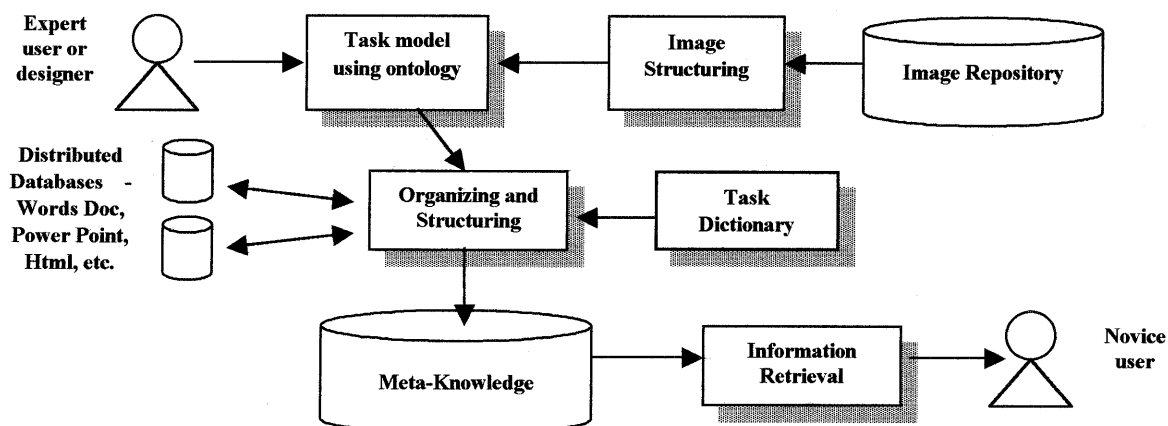 Expert
user or
designer
Task model
using ontology
Image
Structuring
Image Repository
Distributed
Databases -
Words Doc,
Power Point,
Html, etc.
Organizing and
Structuring
Task
Dictionary
Meta-Knowledge
Information
Retrieval
Novice
user